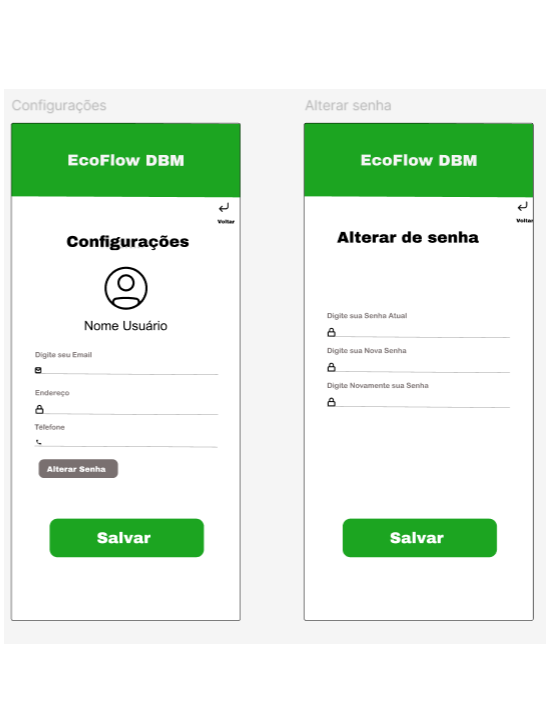 Configurações
EcoFlow DBM
Voltar
Configurações
Nome Usuário
Digite seu Email
Endereço
Télefone
Alterar Senha
Salvar
Alterar senha
EcoFlow DBM
Voltar
Alterar de senha
Digite sua Senha Atual
Digite sua Nova Senha
Digite Novamente sua Senha
Salvar